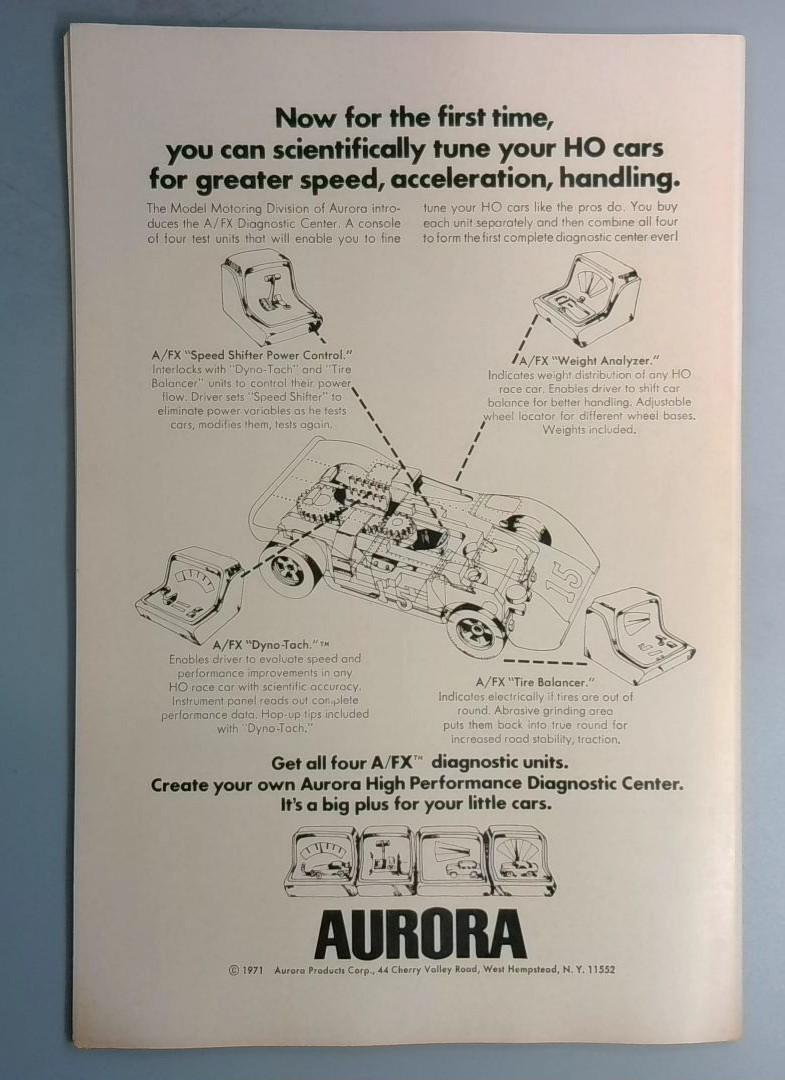 Now for the first time,
you can scientifically tune your HO cars
for greater speed, acceleration, handling.
The Model Motoring Division of Aurora intro-
duces the A/FX Diagnostic Center. A console
of four test units that will enable you to fine
tune your HO cars like the pros do. You buy
each unit separately and then combine all four
to form the first complete diagnostic center ever!
A/FX "Speed Shifter Power Control."
Interlocks with "Dyno-Tach" and "Tire
Balancer" units to control their power
flow. Driver sets "Speed Shifter" to
eliminate power variables as he tests
cars, modifies them, tests again.
A/FX "Weight Analyzer."
Indicates weight distribution of any HO
race car. Enables driver to shift car
balance for better handling. Adjustable
wheel locator for different wheel bases.
Weights included.
15
A/FX "Dyno-Tach."™
Enables driver to evaluate speed and
performance improvements in any
HO race car with scientific accuracy.
Instrument panel reads out complete
performance data. Hop-up tips included
with "Dyno-Tach."
A/FX "Tire Balancer."
Indicates electrically if tires are out of
round. Abrasive grinding area
puts them back into true round for
increased road stability, traction.
Get all four A/FX™ diagnostic units.
Create your own Aurora High Performance Diagnostic Center.
It's a big plus for your little cars.
AURORA
© 1971 Aurora Products Corp., 44 Cherry Valley Road, West Hempstead, N. Y. 11552